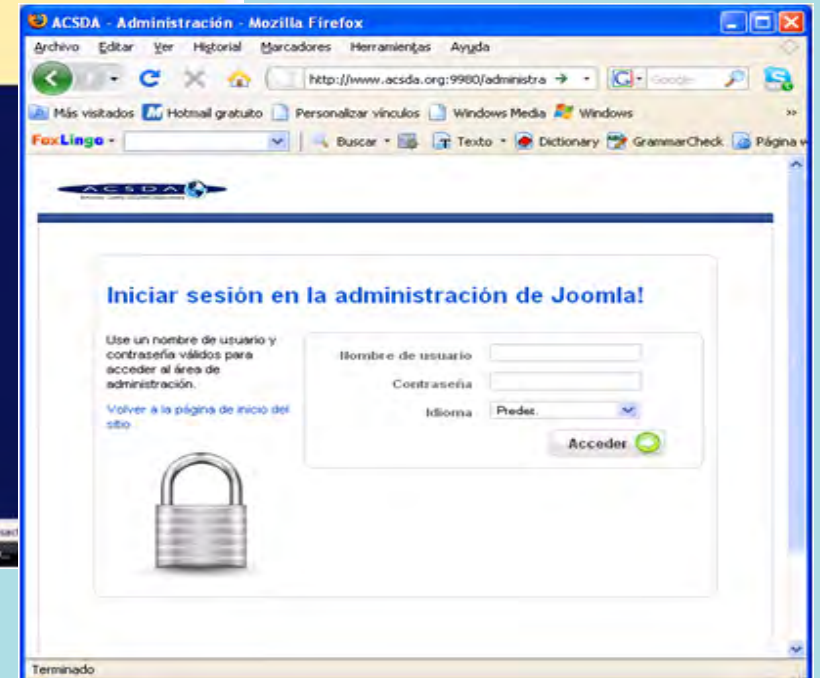 ACSDA - Administración - Mozilla Firefox
Archivo Editar Ver Historial Marcadores Herramientas Ayuda
http://www.acsda.org:9980/administra Google
Más visitados Hotmail gratuito Personalizar vínculos Windows Media Windows
FoxLingo Buscar Texto Dictionary GrammarCheck Página w
ACSDA
Iniciar sesión en la administración de Joomla!
Use un nombre de usuario y
contraseña válidos para
acceder al área de
administración.
Volver a la página de inicio del
sitio
Nombre de usuario
Contraseña
Idioma Predet.
Acceder
Terminado